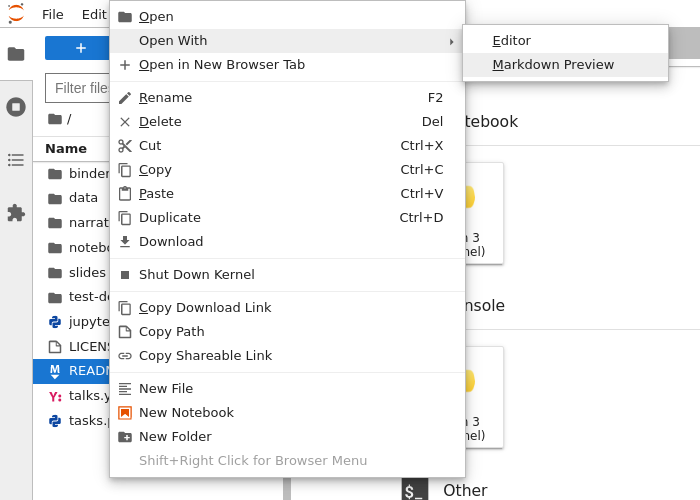 File Edit
+
Filter file
/
Name
binder
data
narrat
notebo
slides
test-d
jupyte
LICEN
M READM
Y: talks.y
tasks.p
Open
Open With
Open in New Browser Tab
Rename F2
Delete Del
Cut Ctrl+X
Copy Ctrl+C
Paste Ctrl+V
Duplicate Ctrl+D
Download
Shut Down Kernel
Copy Download Link
Copy Path
Copy Shareable Link
New File
New Notebook
New Folder
Shift+Right Click for Browser Menu
Editor
Markdown Preview
tebook
3
nel)
nsole
3
nel)
$_ Other